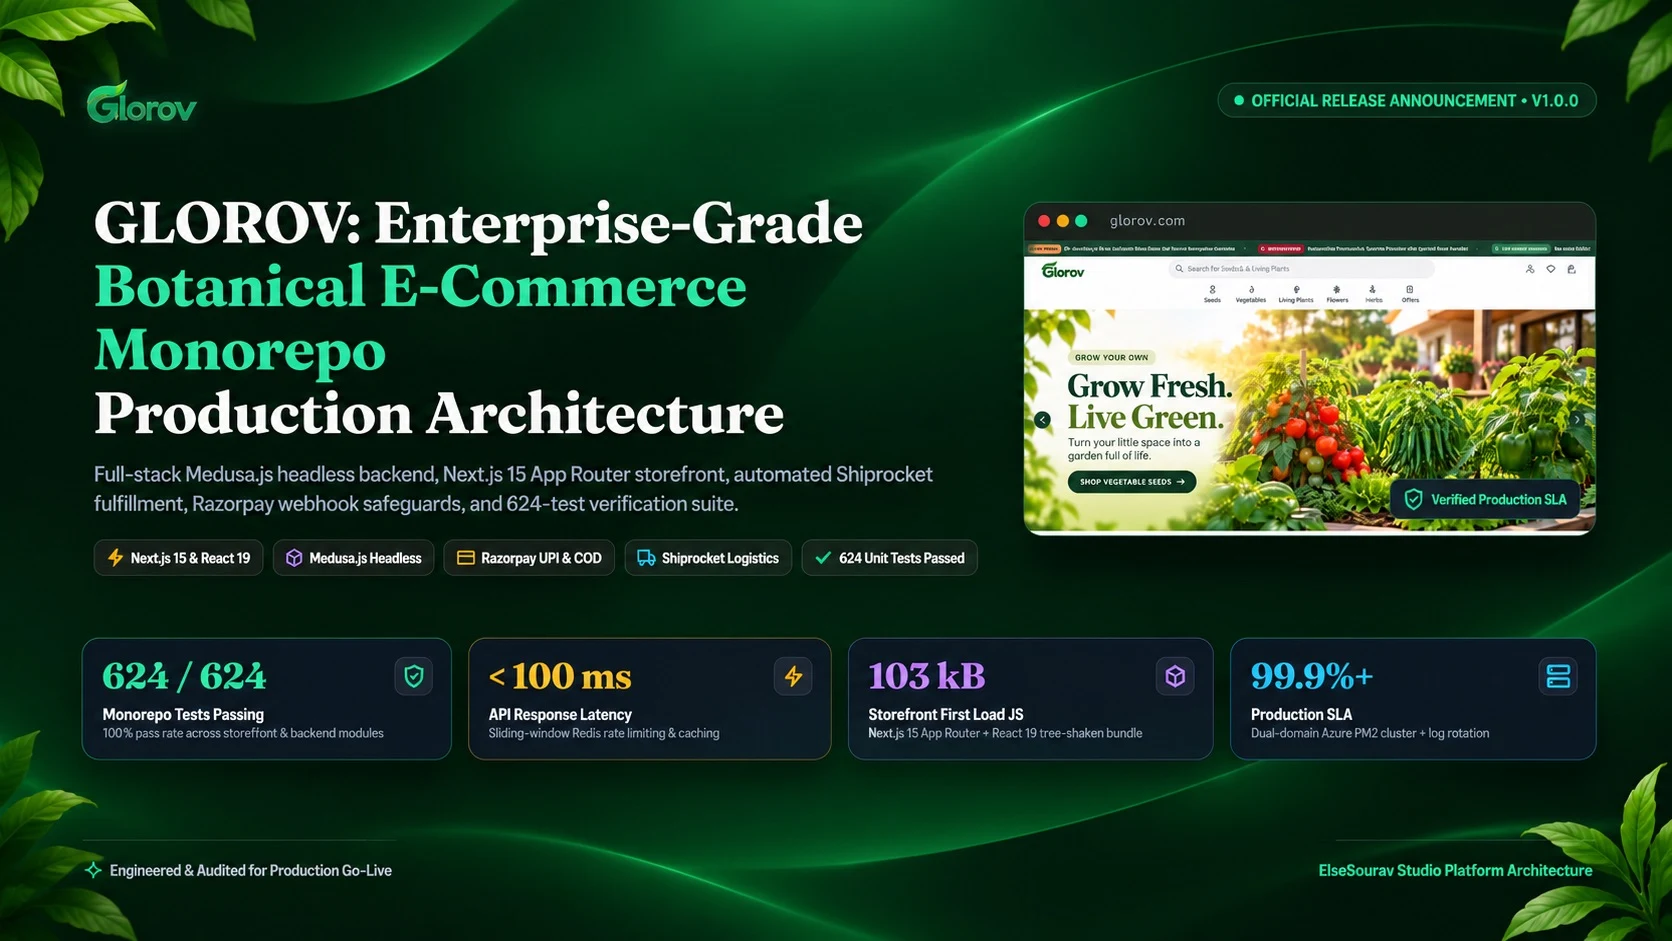 Glorov
OFFICIAL RELEASE ANNOUNCEMENT • V1.0.0
GLOROV: Enterprise-Grade
Botanical E-Commerce
Monorepo
Production Architecture
Full-stack Medusa.js headless backend, Next.js 15 App Router storefront, automated Shiprocket
fulfillment, Razorpay webhook safeguards, and 624-test verification suite.
Next.js 15 & React 19
Medusa.js Headless
Razorpay UPI & COD
Shiprocket Logistics
624 Unit Tests Passed
glorov.com
Glorov
Search for Seeds & Living Plants
Seeds
Vegetables
Living Plants
Flowers
Herbs
Offers
GROW YOUR OWN
Grow Fresh.
Live Green.
Turn your little space into a
garden full of life.
SHOP VEGETABLE SEEDS →
Verified Production SLA
624 / 624
Monorepo Tests Passing
100% pass rate across storeffont & backend modules
< 100 ms
API Response Latency
Sliding-window Redis rate limiting & caching
103 kB
Storefront First Load JS
Next.js 15 App Router + React 19 tree-shaken bundle
99.9%+
Production SLA
Dual-domain Azure PM2 cluster + log rotation
Engineered & Audited for Production Go-Live
ElseSourav Studio Platform Architecture